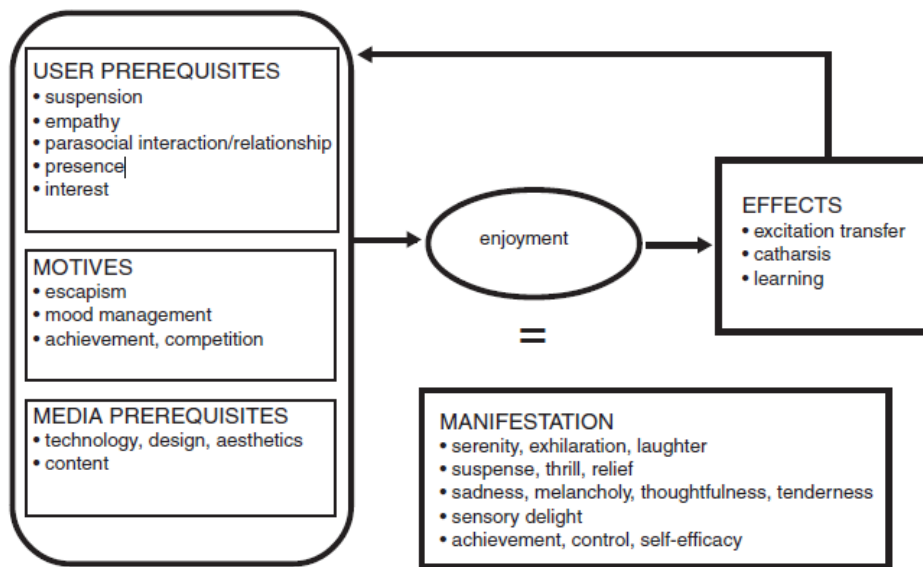 USER PREREQUISITES
• suspension
• empathy
• parasocial interaction/relationship
• presence
• interest
MOTIVES
• escapism
• mood management
• achievement, competition
MEDIA PREREQUISITES
• technology, design, aesthetics
• content
enjoyment
=
EFFECTS
• excitation transfer
• catharsis
• learning
MANIFESTATION
• serenity, exhilaration, laughter
• suspense, thrill, relief
• sadness, melancholy, thoughtfulness, tenderness
• sensory delight
• achievement, control, self-efficacy